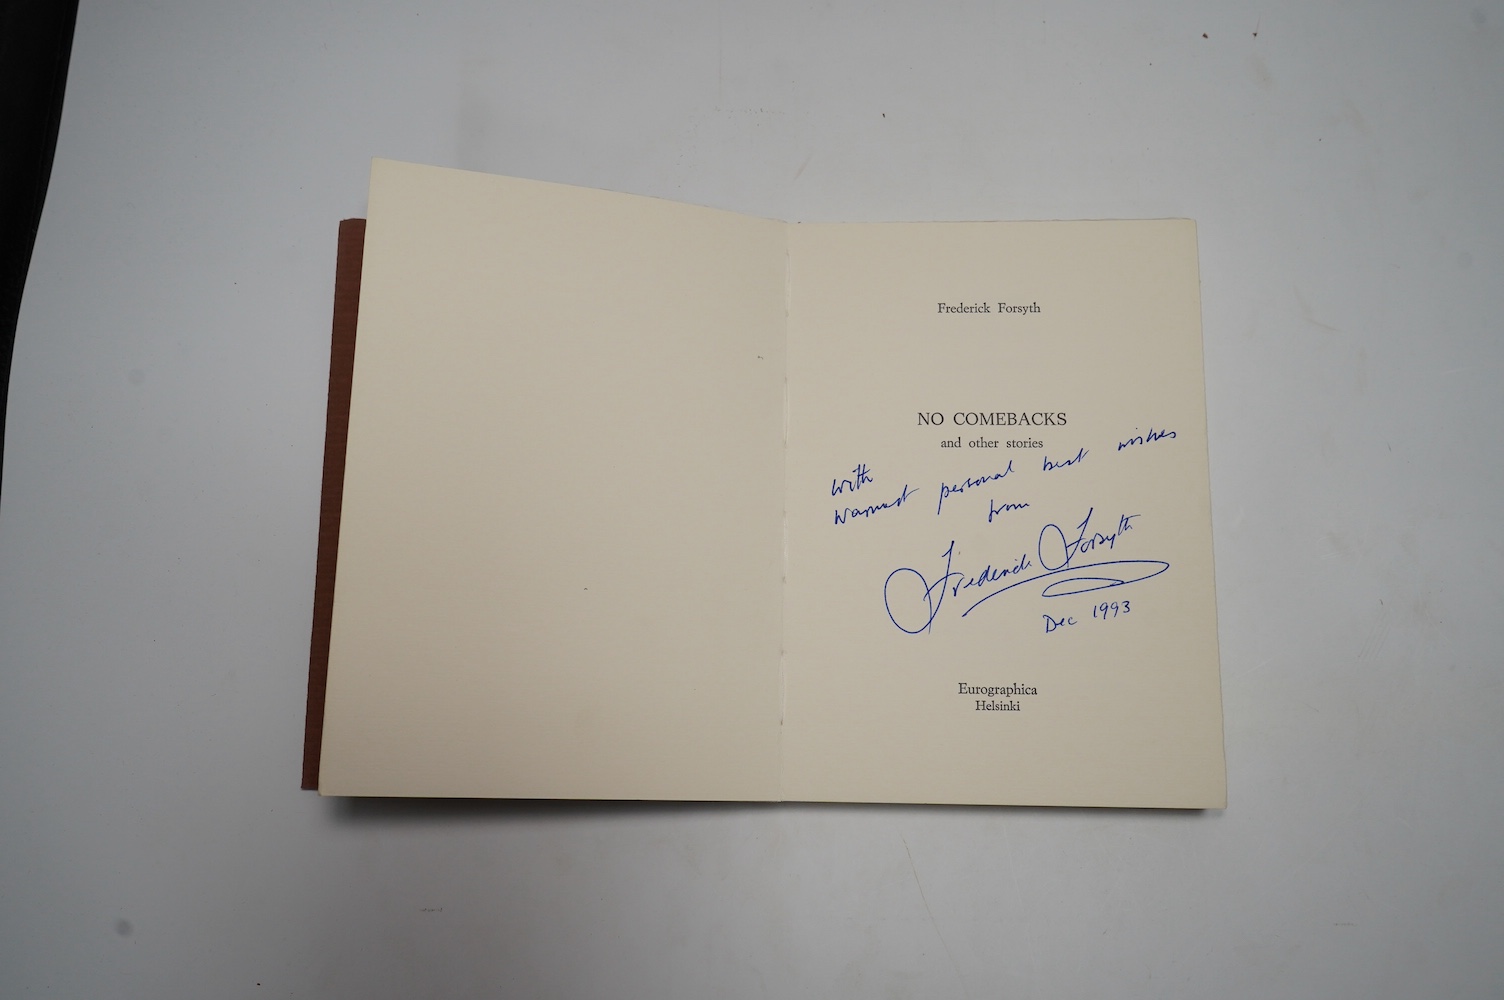 Frederick Forsyth
NO COMEBACKS
and other stories
With
warmest personal best wishes
from
Frederick Forsyth
Dec 1993
Eurographica
Helsinki